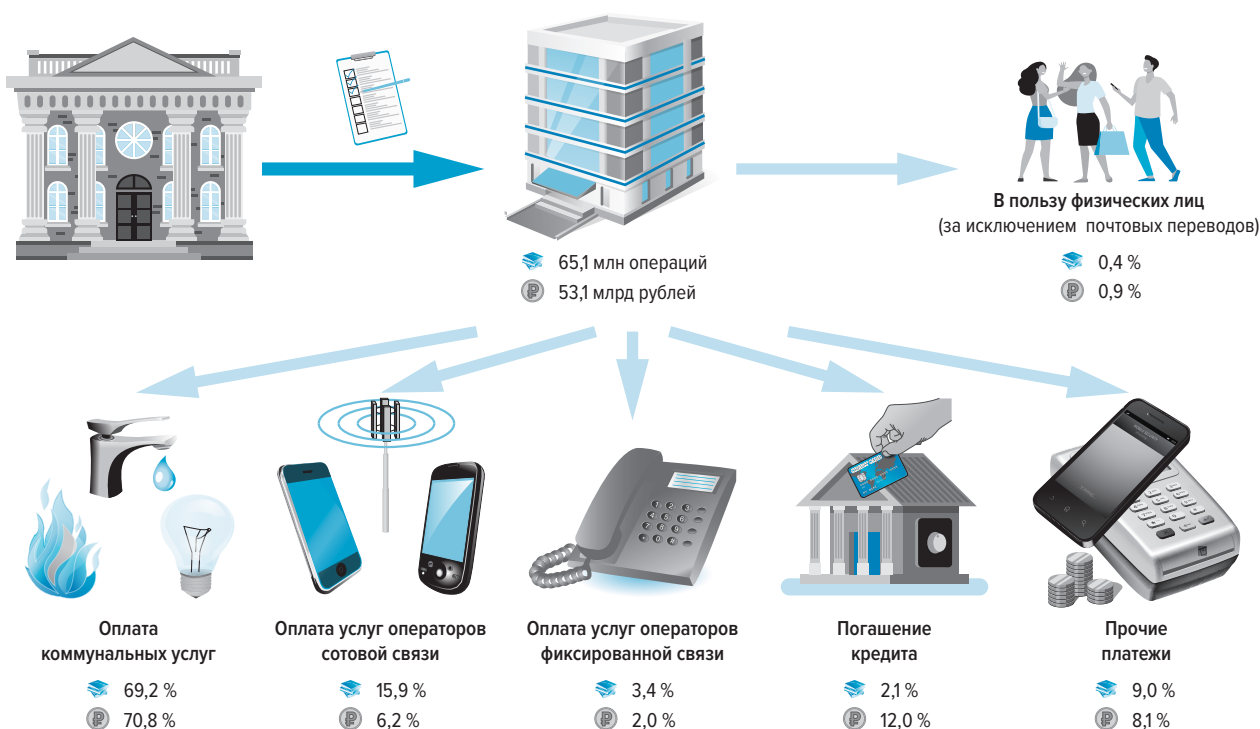 65,1 млн операций
53,1 млрд рублей
В пользу физических лиц
(за исключением почтовых переводов)
0,4 %
0,9 %
Оплата
коммунальных услуг
69,2 %
70,8 %
Оплата услуг операторов
сотовой связи
15,9 %
6,2 %
Оплата услуг операторов
фиксированной связи
3,4 %
2,0 %
Погашение
кредита
2,1 %
12,0 %
Прочие
платежи
9,0 %
8,1 %